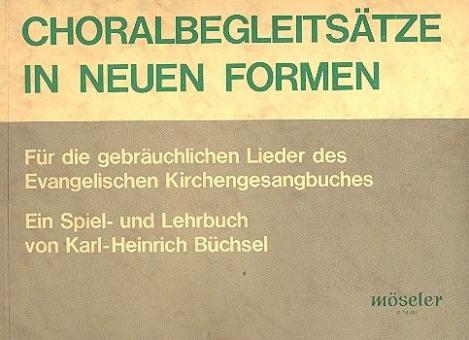 CHORALBEGLEITSÄTZE
IN NEUEN FORMEN
Für die gebräuchlichen Lieder des
Evangelischen Kirchengesangbuches
Ein Spiel- und Lehrbuch
von Karl-Heinrich Büchsel
möseler